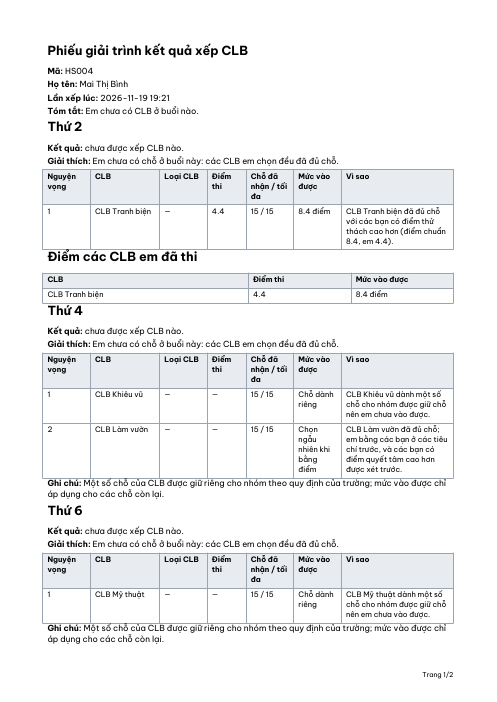 Phiếu giải trình kết quả xếp CLB
Mã: HS004
Họ tên: Mai Thị Bình
Lần xếp lúc: 2026-11-19 19:21
Tóm tắt: Em chưa có CLB ở buổi nào.
Thứ 2
Kết quả: chưa được xếp CLB nào.
Giải thích: Em chưa có chỗ ở buổi này: các CLB em chọn đều đã đủ chỗ.
Nguyện vọng | CLB | Loại CLB | Điểm thi | Chỗ đã nhận / tối đa | Mức vào được | Vì sao
1 | CLB Tranh biện | — | 4.4 | 15 / 15 | 8.4 điểm | CLB Tranh biện đã đủ chỗ với các bạn có điểm thử thách cao hơn (điểm chuẩn 8.4, em 4.4).
Điểm các CLB em đã thi
CLB | Điểm thi | Mức vào được
CLB Tranh biện | 4.4 | 8.4 điểm
Thứ 4
Kết quả: chưa được xếp CLB nào.
Giải thích: Em chưa có chỗ ở buổi này: các CLB em chọn đều đã đủ chỗ.
Nguyện vọng | CLB | Loại CLB | Điểm thi | Chỗ đã nhận / tối đa | Mức vào được | Vì sao
1 | CLB Khiêu vũ | — | — | 15 / 15 | Chỗ dành riêng | CLB Khiêu vũ dành một số chỗ cho nhóm được giữ chỗ nên em chưa vào được.
2 | CLB Làm vườn | — | — | 15 / 15 | Chọn ngẫu nhiên khi bằng điểm | CLB Làm vườn đã đủ chỗ; em bằng các bạn ở các tiêu chí trước, và các bạn có điểm quyết tâm cao hơn được xét trước.
Ghi chú: Một số chỗ của CLB được giữ riêng cho nhóm theo quy định của trường; mức vào được chỉ
áp dụng cho các chỗ còn lại.
Thứ 6
Kết quả: chưa được xếp CLB nào.
Giải thích: Em chưa có chỗ ở buổi này: các CLB em chọn đều đã đủ chỗ.
Nguyện vọng | CLB | Loại CLB | Điểm thi | Chỗ đã nhận / tối đa | Mức vào được | Vì sao
1 | CLB Mỹ thuật | — | — | 15 / 15 | Chỗ dành riêng | CLB Mỹ thuật dành một số chỗ cho nhóm được giữ chỗ nên em chưa vào được.
Ghi chú: Một số chỗ của CLB được giữ riêng cho nhóm theo quy định của trường; mức vào được chỉ
áp dụng cho các chỗ còn lại.
Trang 1/2